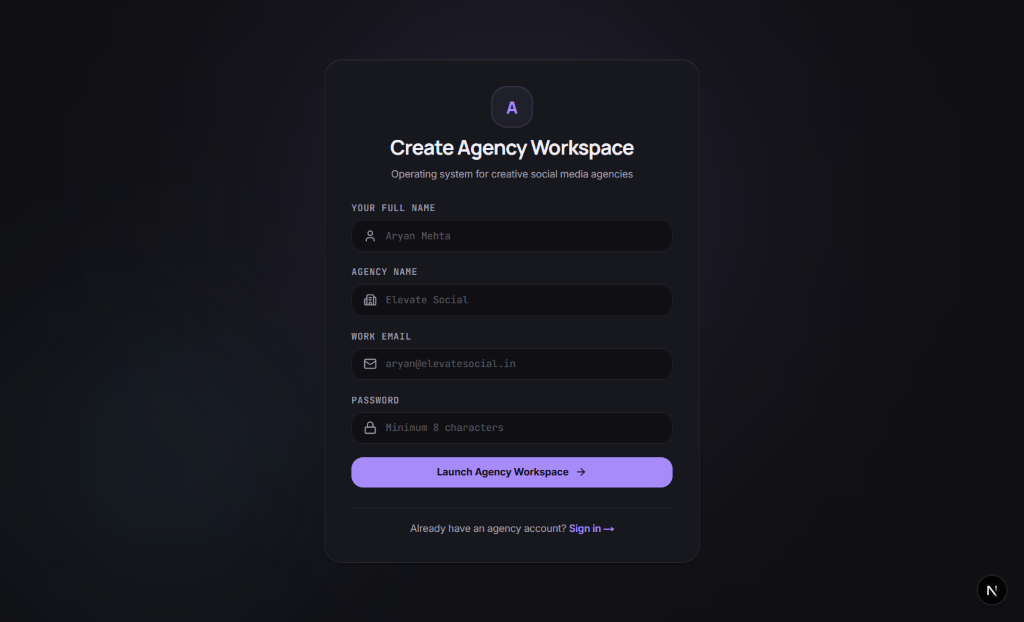 A
Create Agency Workspace
Operating system for creative social media agencies
YOUR FULL NAME
Aryan Mehta
AGENCY NAME
Elevate Social
WORK EMAIL
aryan@elevatesocial.in
PASSWORD
Minimum 8 characters
Launch Agency Workspace →
Already have an agency account? Sign in →
N